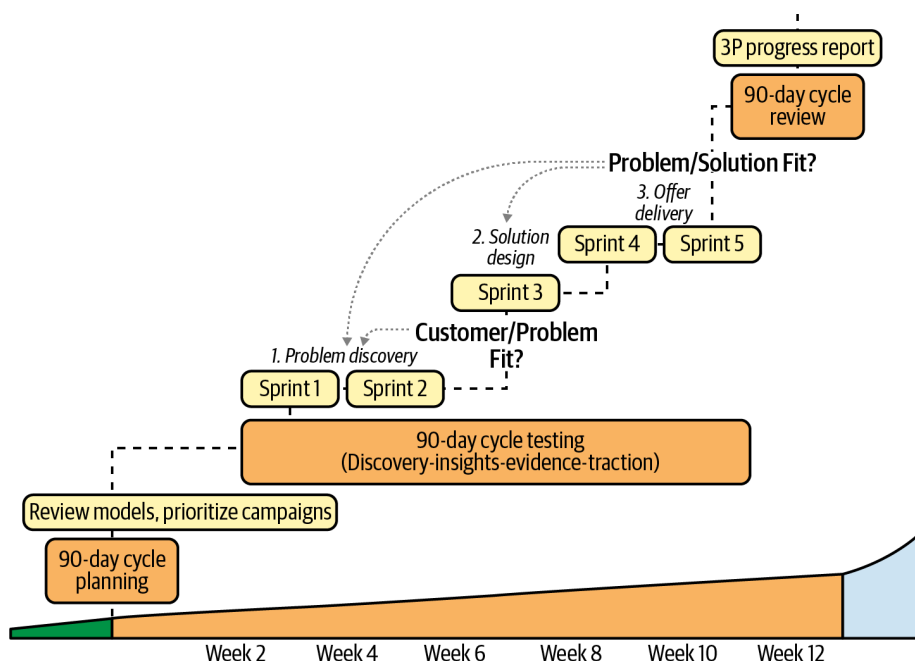 3P progress report
90-day cycle
review
Problem/Solution Fit?
3. Offer
delivery
2. Solution
design
Sprint 4
Sprint 5
Sprint 3
Customer/Problem
Fit?
1. Problem discovery
Sprint 1
Sprint 2
90-day cycle testing
(Discovery-insights-evidence-traction)
Review models, prioritize campaigns
90-day cycle
planning
Week 2
Week 4
Week 6
Week 8
Week 10
Week 12